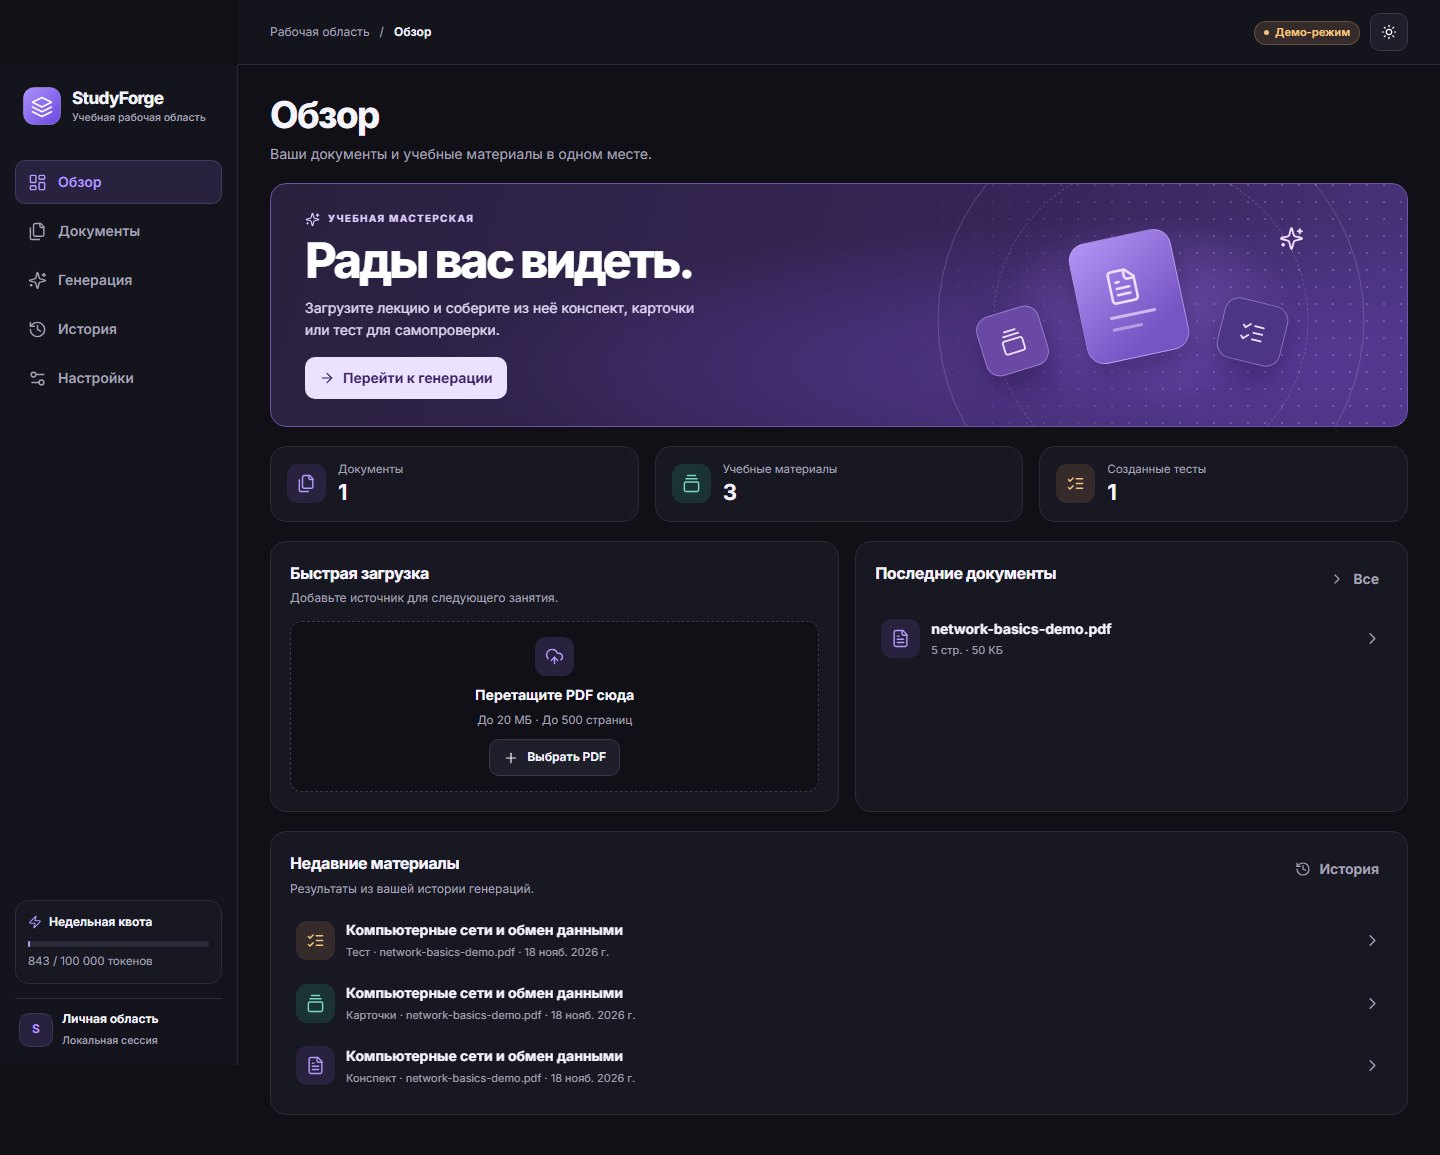 Рабочая область / Обзор
Демо-режим
StudyForge
Учебная рабочая область
Обзор
Документы
Генерация
История
Настройки
Недельная квота
843 / 100 000 токенов
S
Личная область
Локальная сессия
Обзор
Ваши документы и учебные материалы в одном месте.
УЧЕБНАЯ МАСТЕРСКАЯ
Рады вас видеть.
Загрузите лекцию и соберите из неё конспект, карточки
или тест для самопроверки.
Перейти к генерации
Документы
1
Учебные материалы
3
Созданные тесты
1
Быстрая загрузка
Добавьте источник для следующего занятия.
Перетащите PDF сюда
До 20 МБ · До 500 страниц
Выбрать PDF
Последние документы
Все
network-basics-demo.pdf
5 стр. · 50 КБ
Недавние материалы
Результаты из вашей истории генераций.
История
Компьютерные сети и обмен данными
Тест · network-basics-demo.pdf · 18 нояб. 2026 г.
Компьютерные сети и обмен данными
Карточки · network-basics-demo.pdf · 18 нояб. 2026 г.
Компьютерные сети и обмен данными
Конспект · network-basics-demo.pdf · 18 нояб. 2026 г.